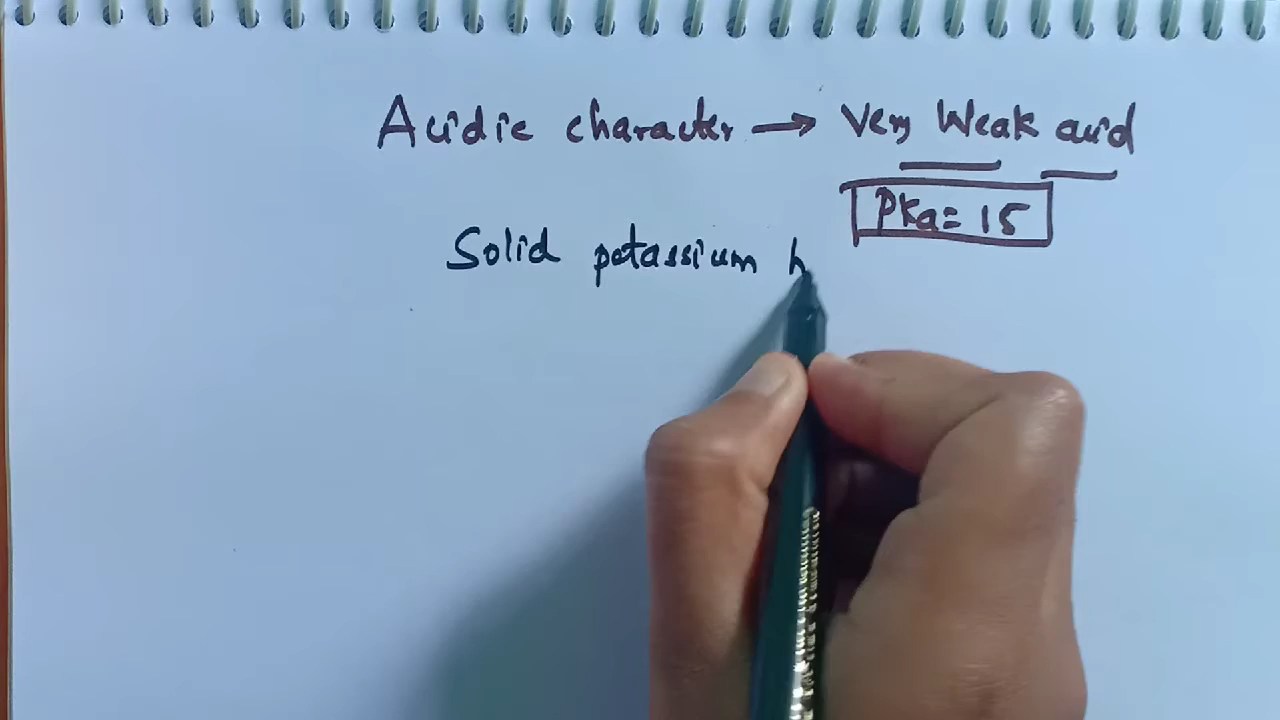 Acidic character → Very Weak acid
PKa = 15
Solid potassium h